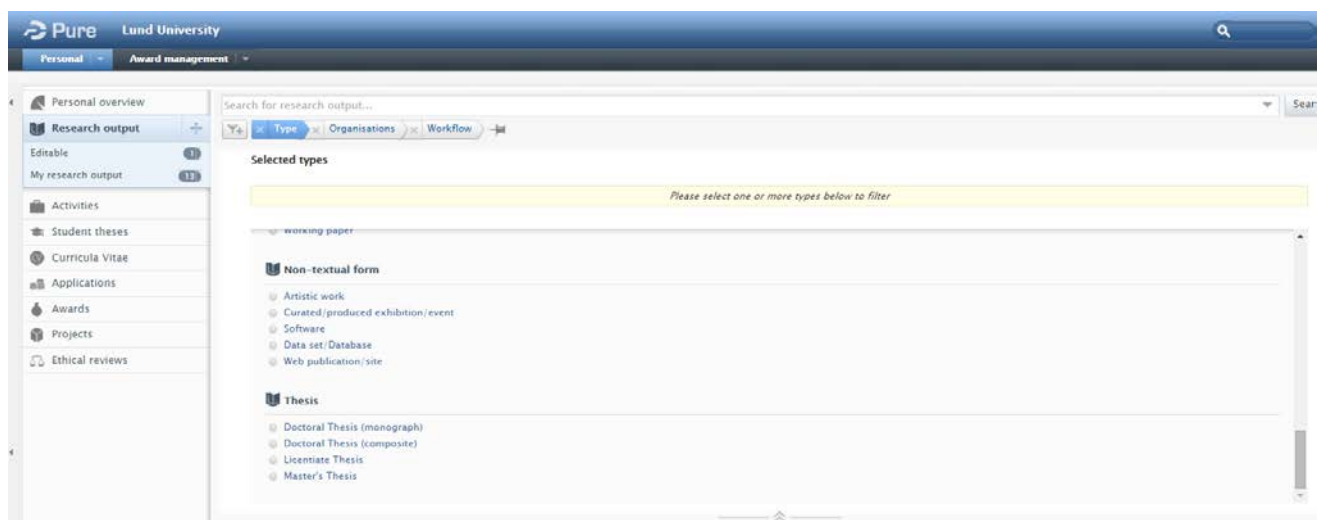 Pure Lund University
Personal Award management
Personal overview
Research output
Editable 1
My research output
Activities
Student theses
Curricula Vitae
Applications
Awards
Projects
Ethical reviews
Search for research output...
Type Organisations Workflow
Selected types
Please select one or more types below to filter
Working paper
Non-textual form
Artistic work
Curated/produced exhibition/event
Software
Data set/Database
Web publication/site
Thesis
Doctoral Thesis (monograph)
Doctoral Thesis (composite)
Licentiate Thesis
Master's Thesis